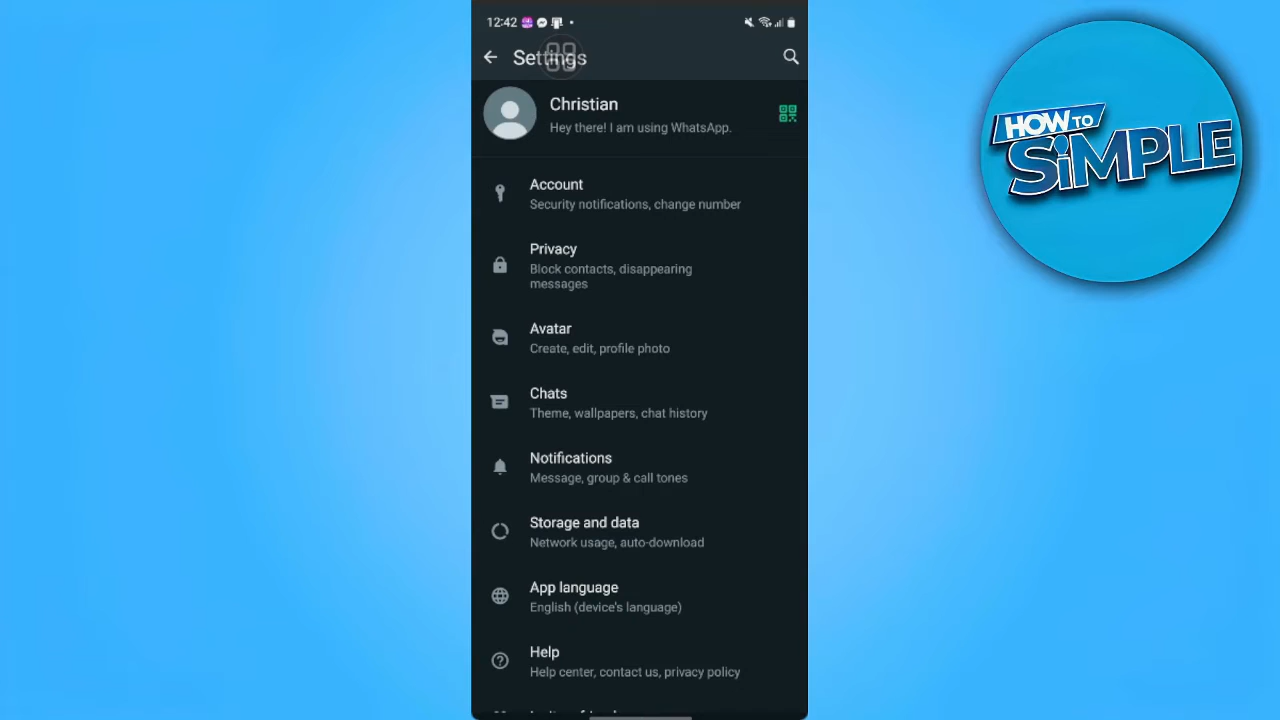 12:42
Settings
Christian
Hey there! I am using WhatsApp.
Account
Security notifications, change number
Privacy
Block contacts, disappearing
messages
Avatar
Create, edit, profile photo
Chats
Theme, wallpapers, chat history
Notifications
Message, group & call tones
Storage and data
Network usage, auto-download
App language
English (device's language)
Help
Help center, contact us, privacy policy
HOW TO
SiMPLE